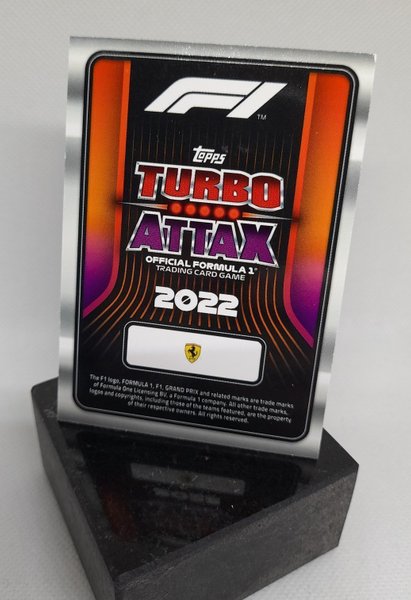 F1
TM
Topps
TURBO
ATTAX
OFFICIAL FORMULA 1®
TRADING CARD GAME
2022
The F1 logo, FORMULA 1, F1, GRAND PRIX and related marks are trade marks
of Formula One Licensing BV, a Formula 1 company. All other trade marks,
logos and copyrights, including those of the teams featured, are the property
of their respective owners. All rights reserved.